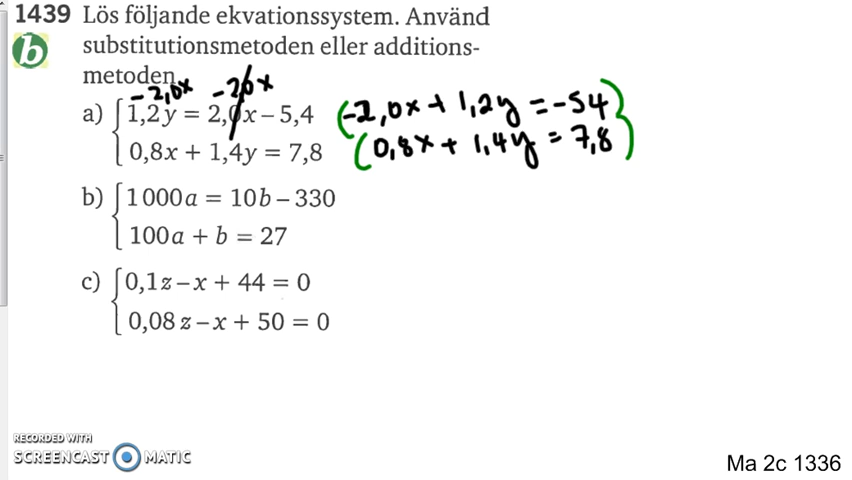 1439 Lös följande ekvationssystem. Använd
b substitutionsmetoden eller additions-
metoden.
-2,0x -2,0x
a) 1,2y = 2,0x – 5,4 (-2,0x + 1,2y = -54)
0,8x + 1,4y = 7,8 (0,8x + 1,4y = 7,8)
b) 1000a = 10b – 330
100a + b = 27
c) 0,1z – x + 44 = 0
0,08z – x + 50 = 0
RECORDED WITH
SCREENCAST MATIC
Ma 2c 1336